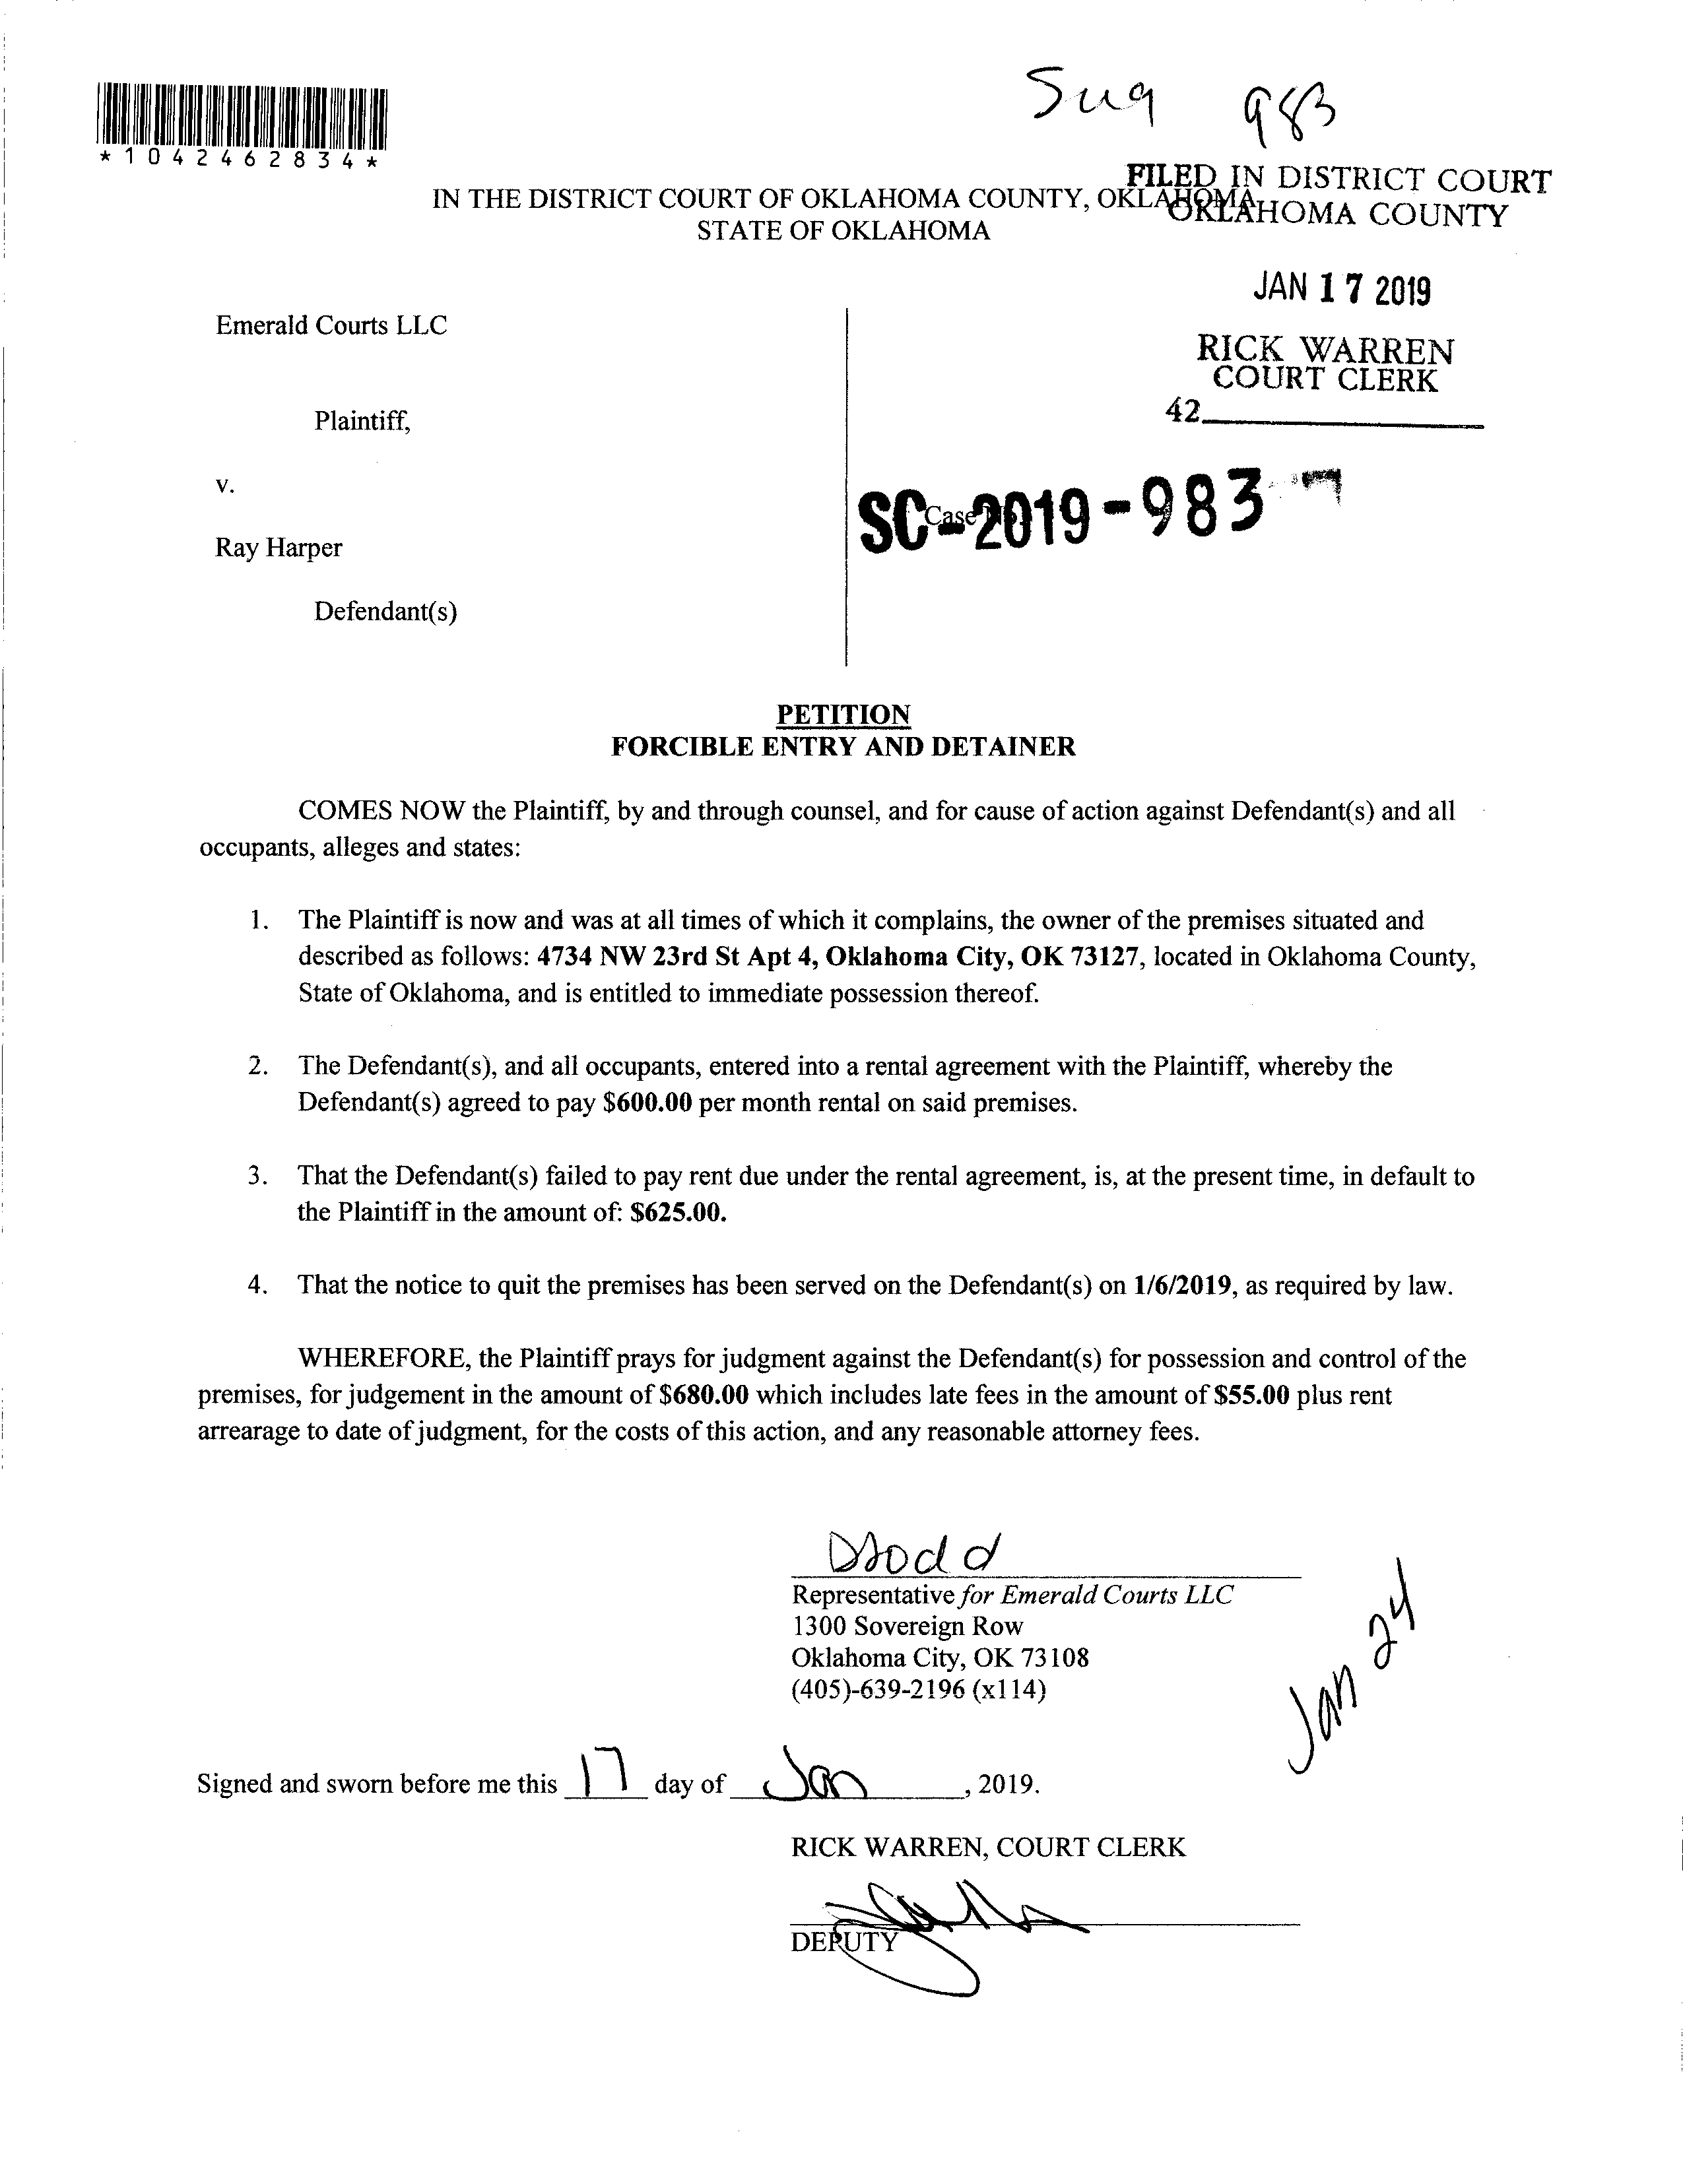 983
*1042462834*
FILED IN DISTRICT COURT
OKLAHOMA COUNTY
IN THE DISTRICT COURT OF OKLAHOMA COUNTY, OKLAHOMA
STATE OF OKLAHOMA
JAN 17 2019
Emerald Courts LLC
RICK WARREN
COURT CLERK
42
Plaintiff,
v.
SC-2019-983
Case
Ray Harper
Defendant(s)
PETITION
FORCIBLE ENTRY AND DETAINER
COMES NOW the Plaintiff, by and through counsel, and for cause of action against Defendant(s) and all
occupants, alleges and states:
1. The Plaintiff is now and was at all times of which it complains, the owner of the premises situated and
described as follows: 4734 NW 23rd St Apt 4, Oklahoma City, OK 73127, located in Oklahoma County,
State of Oklahoma, and is entitled to immediate possession thereof.
2. The Defendant(s), and all occupants, entered into a rental agreement with the Plaintiff, whereby the
Defendant(s) agreed to pay $600.00 per month rental on said premises.
3. That the Defendant(s) failed to pay rent due under the rental agreement, is, at the present time, in default to
the Plaintiff in the amount of: $625.00.
4. That the notice to quit the premises has been served on the Defendant(s) on 1/6/2019, as required by law.
WHEREFORE, the Plaintiff prays for judgment against the Defendant(s) for possession and control of the
premises, for judgement in the amount of $680.00 which includes late fees in the amount of $55.00 plus rent
arrearage to date of judgment, for the costs of this action, and any reasonable attorney fees.
Representative for Emerald Courts LLC
1300 Sovereign Row
Oklahoma City, OK 73108
(405)-639-2196 (x114)
Jan 24
Signed and sworn before me this 17 day of Jan, 2019.
RICK WARREN, COURT CLERK
DEPUTY